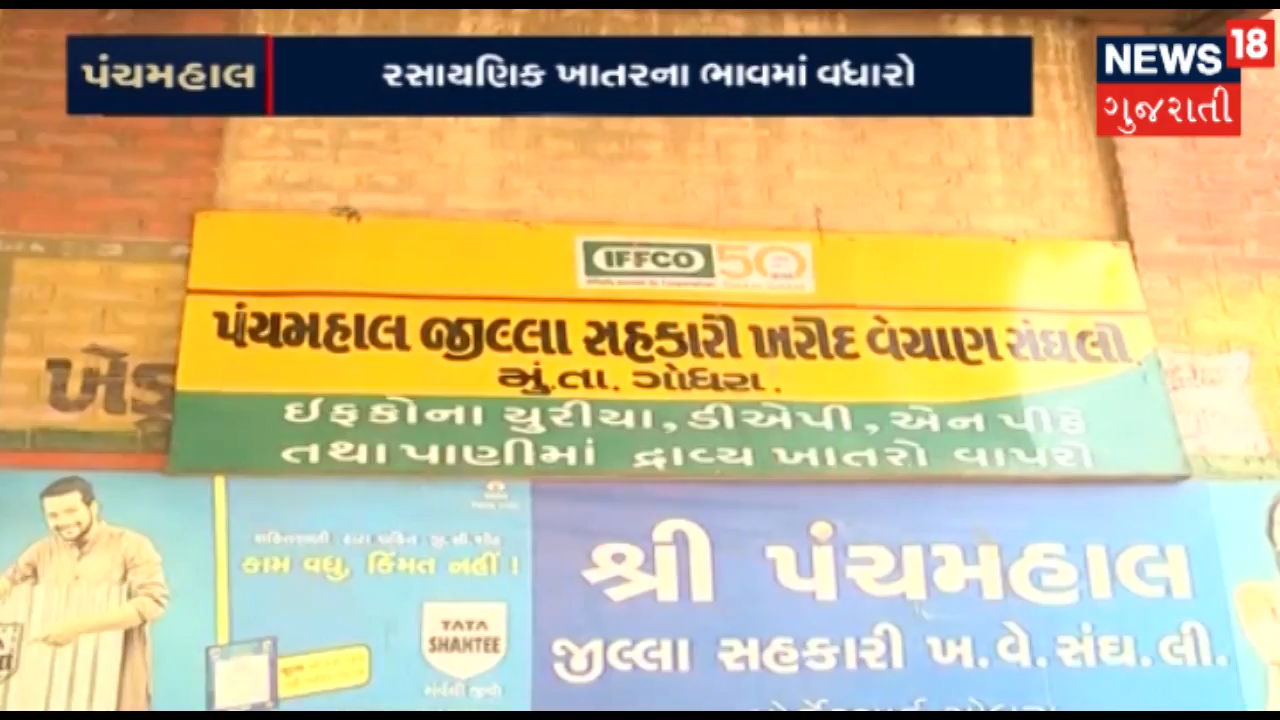 પંચમહાલ
રસાયણિક ખાતરના ભાવમાં વધારો
NEWS 18
ગુજરાતી
IFFCO 50
પંચમહાલ જીલ્લા સહકારી ખરીદ વેચાણ સંઘ લી
મું.તા. ગોધરા.
ઇફકોના યુરીયા, ડીએપી, એન પીકે
તથા પાણીમાં દ્રાવ્ય ખાતરો વાપરો
કામ વધુ, કિંમત નહીં !
TATA
SHAKTEE
શ્રી પંચમહાલ
જીલ્લા સહકારી ખ.વે.સંઘ.લી.